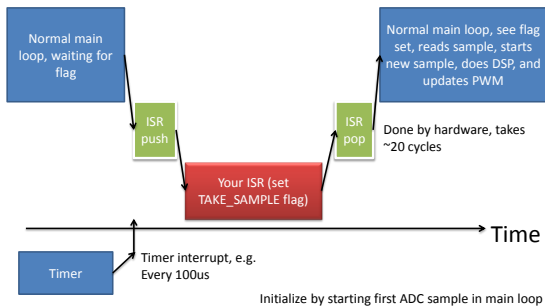 Normal main
loop, waiting for
flag
ISR
push
Your ISR (set
TAKE_SAMPLE flag)
ISR
pop
Normal main loop, see flag
set, reads sample, starts
new sample, does DSP, and
updates PWM
Done by hardware, takes
~20 cycles
Time
Timer
Timer interrupt, e.g.
Every 100us
Initialize by starting first ADC sample in main loop